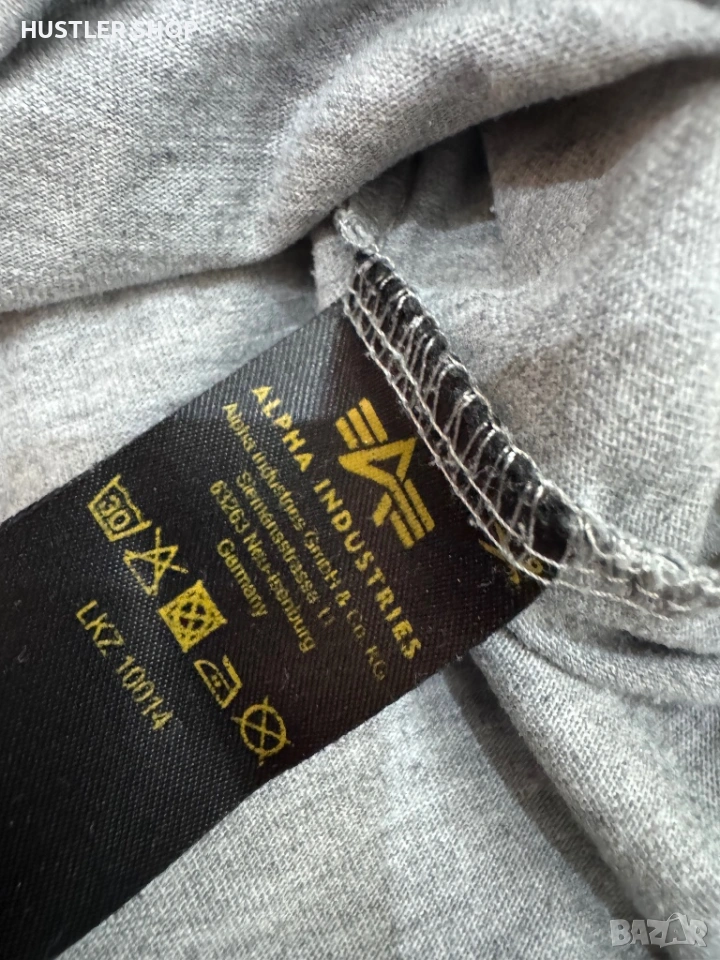 HUSTLER SHOP
ALPHA INDUSTRIES
Alpha Industries GmbH & Co. KG
Siemensstrasse 11
63263 Neu-Isenburg
Germany
30
LKZ 10014
BAZAR